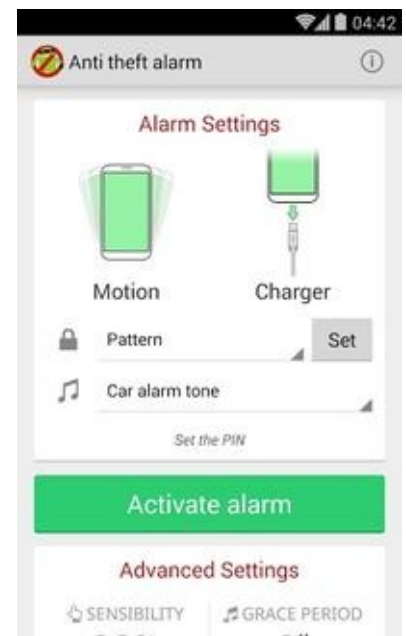 04:42
Anti theft alarm
Alarm Settings
Motion Charger
Pattern Set
Car alarm tone
Set the PIN
Activate alarm
Advanced Settings
SENSIBILITY GRACE PERIOD